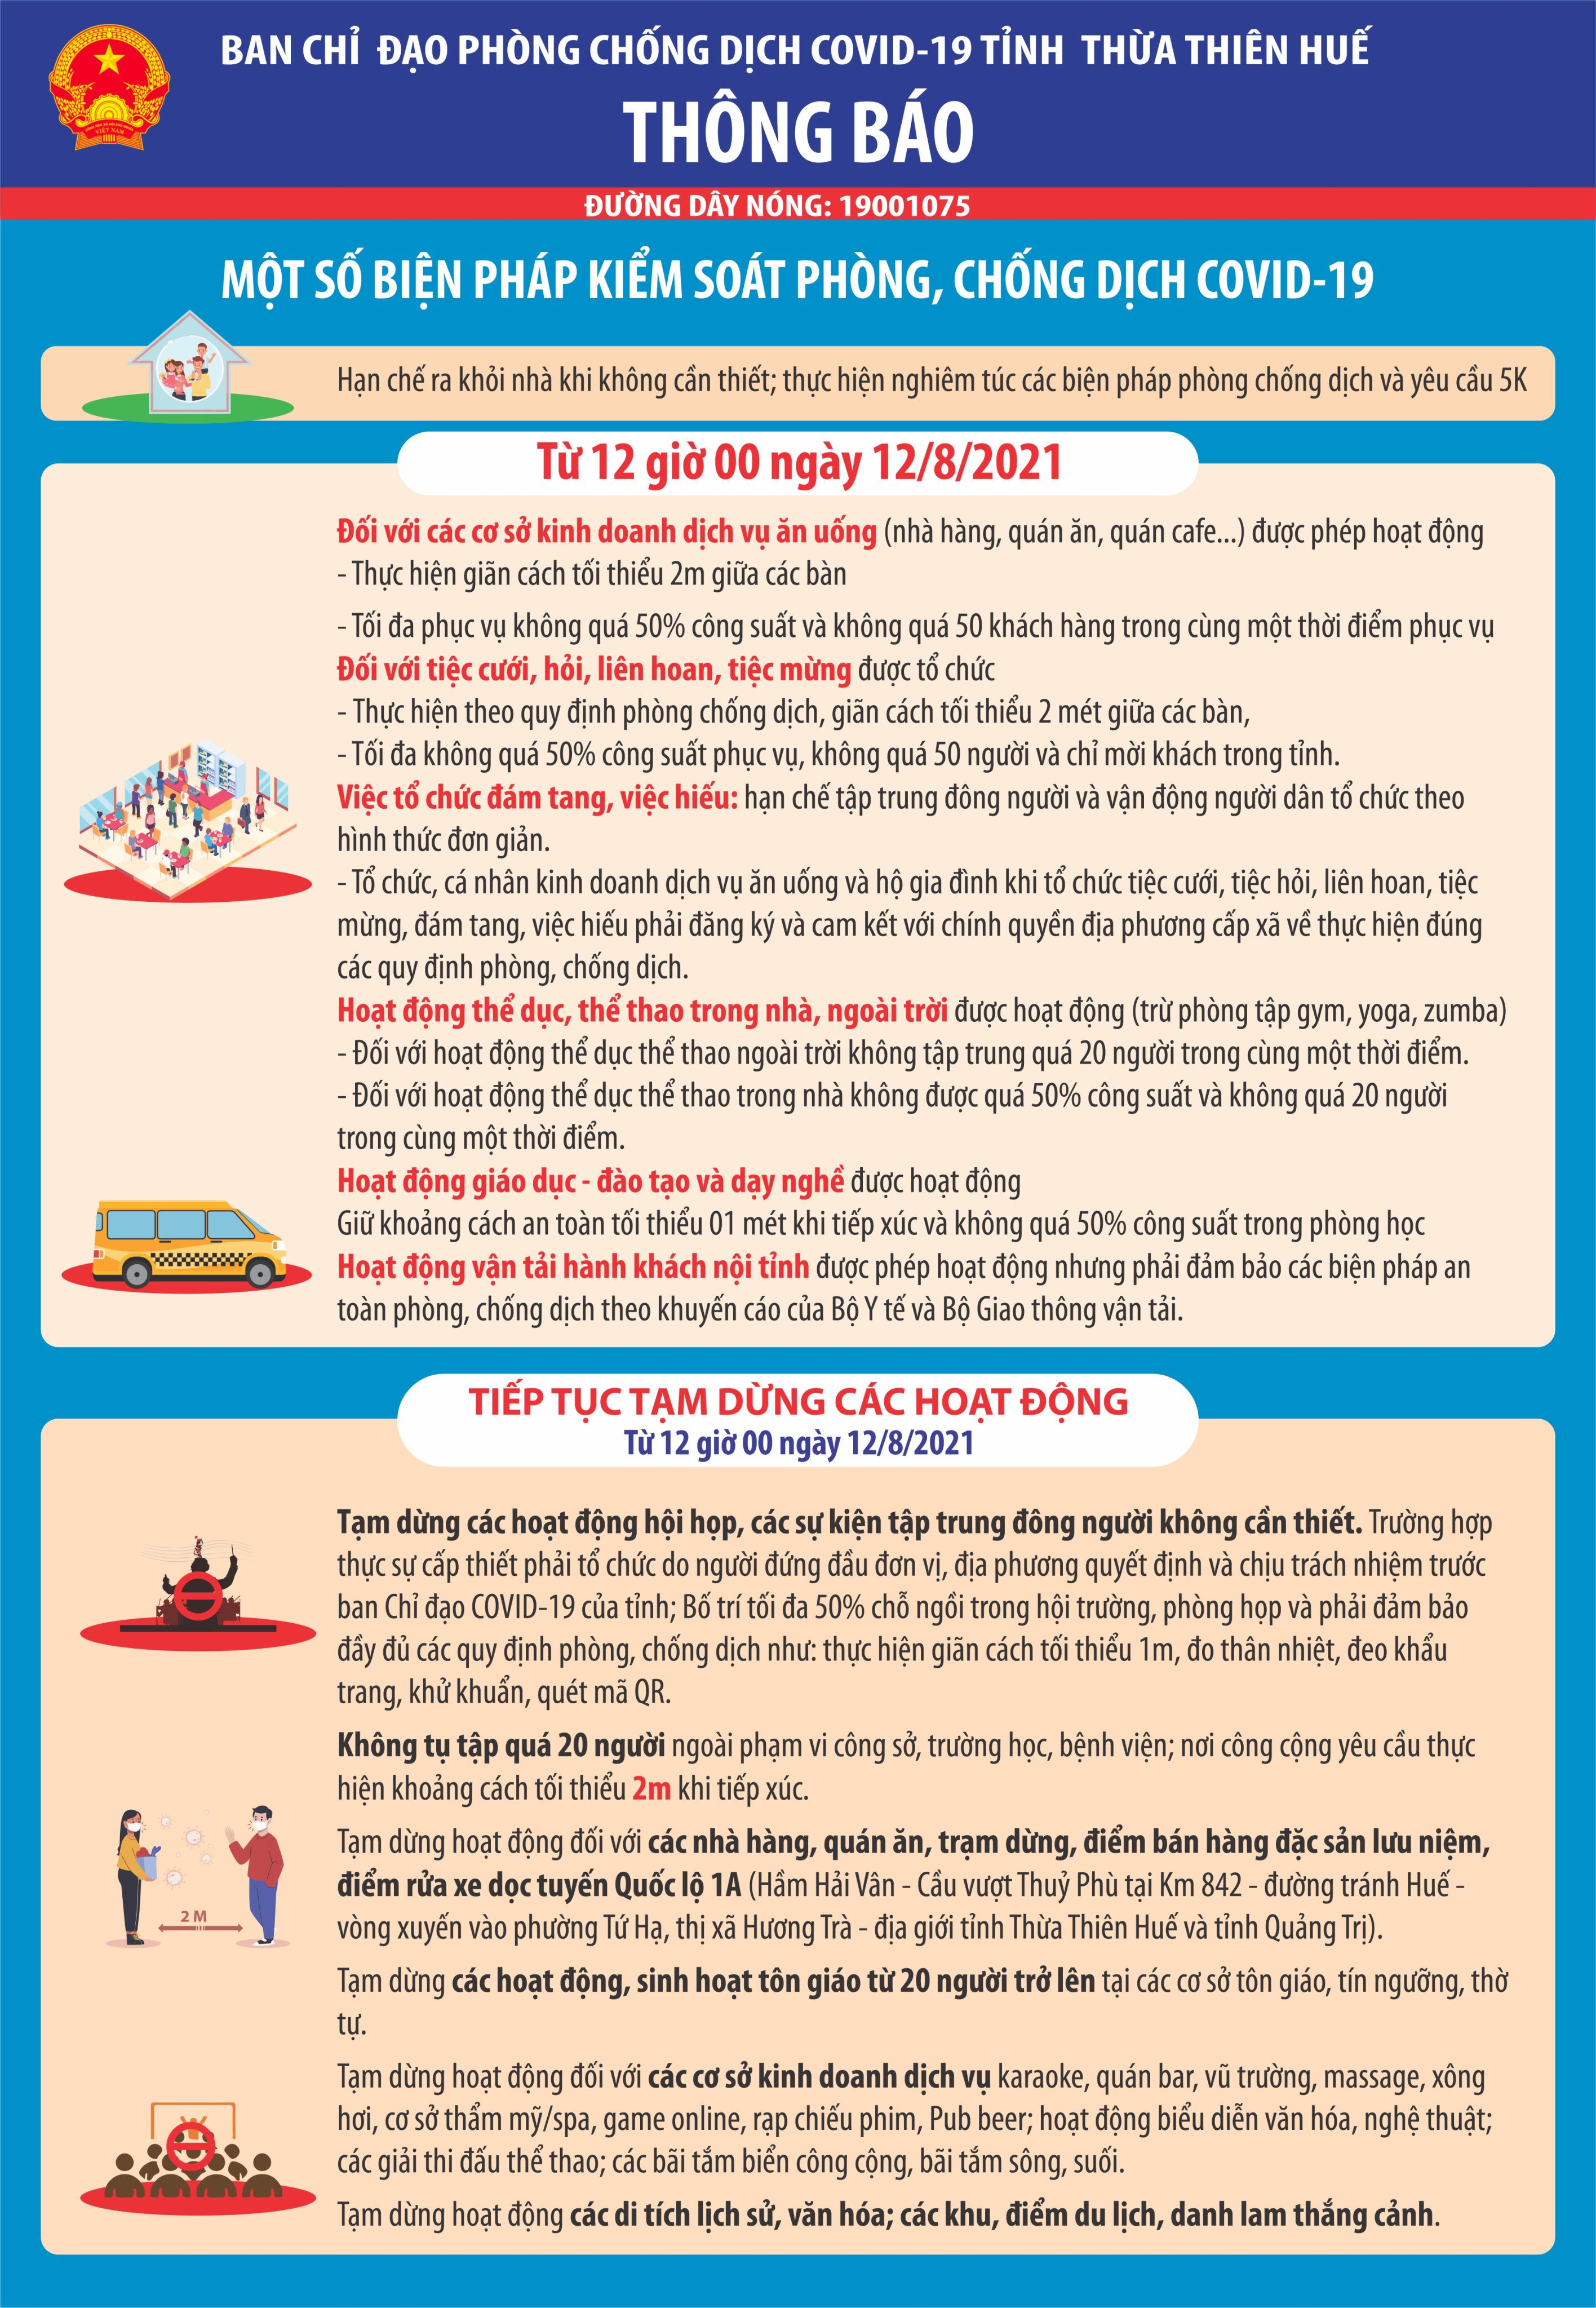 BAN CHỈ ĐẠO PHÒNG CHỐNG DỊCH COVID-19 TỈNH THỪA THIÊN HUẾ
THÔNG BÁO
ĐƯỜNG DÂY NÓNG: 19001075
MỘT SỐ BIỆN PHÁP KIỂM SOÁT PHÒNG, CHỐNG DỊCH COVID-19
Hạn chế ra khỏi nhà khi không cần thiết; thực hiện nghiêm túc các biện pháp phòng chống dịch và yêu cầu 5K
Từ 12 giờ 00 ngày 12/8/2021
Đối với các cơ sở kinh doanh dịch vụ ăn uống (nhà hàng, quán ăn, quán cafe...) được phép hoạt động
- Thực hiện giãn cách tối thiểu 2m giữa các bàn
- Tối đa phục vụ không quá 50% công suất và không quá 50 khách hàng trong cùng một thời điểm phục vụ
Đối với tiệc cưới, hỏi, liên hoan, tiệc mừng được tổ chức
- Thực hiện theo quy định phòng chống dịch, giãn cách tối thiểu 2 mét giữa các bàn,
- Tối đa không quá 50% công suất phục vụ, không quá 50 người và chỉ mời khách trong tỉnh.
Việc tổ chức đám tang, việc hiếu: hạn chế tập trung đông người và vận động người dân tổ chức theo
hình thức đơn giản.
- Tổ chức, cá nhân kinh doanh dịch vụ ăn uống và hộ gia đình khi tổ chức tiệc cưới, tiệc hỏi, liên hoan, tiệc
mừng, đám tang, việc hiếu phải đăng ký và cam kết với chính quyền địa phương cấp xã về thực hiện đúng
các quy định phòng, chống dịch.
Hoạt động thể dục, thể thao trong nhà, ngoài trời được hoạt động (trừ phòng tập gym, yoga, zumba)
- Đối với hoạt động thể dục thể thao ngoài trời không tập trung quá 20 người trong cùng một thời điểm.
- Đối với hoạt động thể dục thể thao trong nhà không được quá 50% công suất và không quá 20 người
trong cùng một thời điểm.
Hoạt động giáo dục - đào tạo và dạy nghề được hoạt động
Giữ khoảng cách an toàn tối thiểu 01 mét khi tiếp xúc và không quá 50% công suất trong phòng học
Hoạt động vận tải hành khách nội tỉnh được phép hoạt động nhưng phải đảm bảo các biện pháp an
toàn phòng, chống dịch theo khuyến cáo của Bộ Y tế và Bộ Giao thông vận tải.
TIẾP TỤC TẠM DỪNG CÁC HOẠT ĐỘNG
Từ 12 giờ 00 ngày 12/8/2021
Tạm dừng các hoạt động hội họp, các sự kiện tập trung đông người không cần thiết. Trường hợp
thực sự cấp thiết phải tổ chức do người đứng đầu đơn vị, địa phương quyết định và chịu trách nhiệm trước
ban Chỉ đạo COVID-19 của tỉnh; Bố trí tối đa 50% chỗ ngồi trong hội trường, phòng họp và phải đảm bảo
đầy đủ các quy định phòng, chống dịch như: thực hiện giãn cách tối thiểu 1m, đo thân nhiệt, đeo khẩu
trang, khử khuẩn, quét mã QR.
Không tụ tập quá 20 người ngoài phạm vi công sở, trường học, bệnh viện; nơi công cộng yêu cầu thực
hiện khoảng cách tối thiểu 2m khi tiếp xúc.
2 M
Tạm dừng hoạt động đối với các nhà hàng, quán ăn, trạm dừng, điểm bán hàng đặc sản lưu niệm,
điểm rửa xe dọc tuyến Quốc lộ 1A (Hầm Hải Vân - Cầu vượt Thuỷ Phù tại Km 842 - đường tránh Huế -
vòng xuyến vào phường Tứ Hạ, thị xã Hương Trà - địa giới tỉnh Thừa Thiên Huế và tỉnh Quảng Trị).
Tạm dừng các hoạt động, sinh hoạt tôn giáo từ 20 người trở lên tại các cơ sở tôn giáo, tín ngưỡng, thờ
tự.
Tạm dừng hoạt động đối với các cơ sở kinh doanh dịch vụ karaoke, quán bar, vũ trường, massage, xông
hơi, cơ sở thẩm mỹ/spa, game online, rạp chiếu phim, Pub beer; hoạt động biểu diễn văn hóa, nghệ thuật;
các giải thi đấu thể thao; các bãi tắm biển công cộng, bãi tắm sông, suối.
Tạm dừng hoạt động các di tích lịch sử, văn hóa; các khu, điểm du lịch, danh lam thắng cảnh.